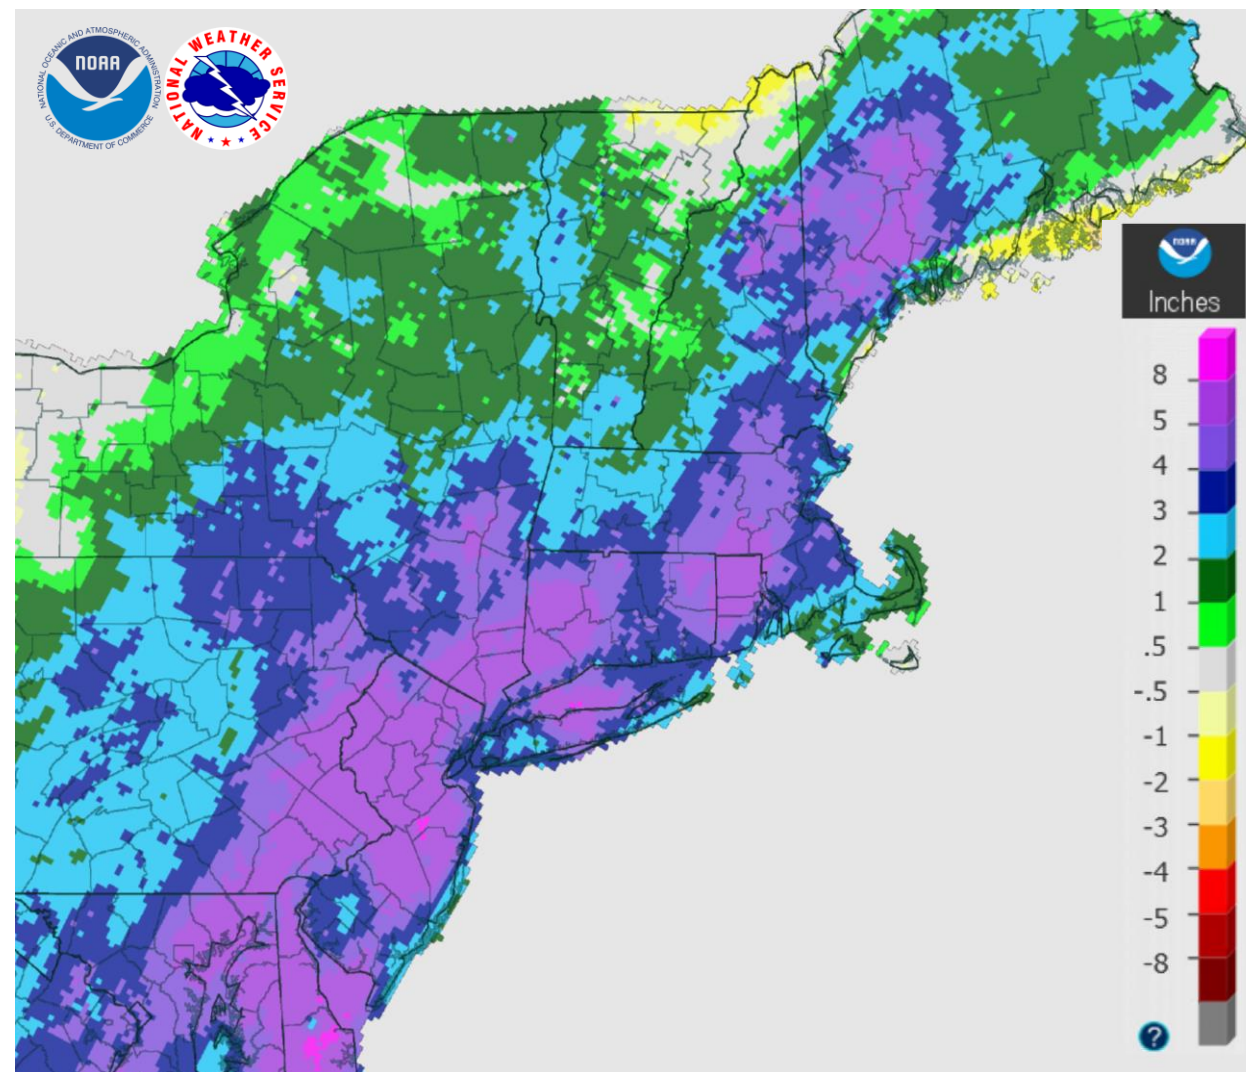 NATIONAL OCEANIC AND ATMOSPHERIC ADMINISTRATION
NOAA
U.S. DEPARTMENT OF COMMERCE
NATIONAL WEATHER SERVICE
NOAA
Inches
8
5
4
3
2
1
.5
-.5
-1
-2
-3
-4
-5
-8
?